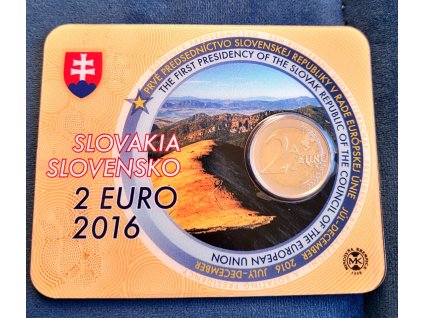 PRVÉ PREDSEDNÍCTVO SLOVENSKEJ REPUBLIKY V RADE EURÓPSKEJ ÚNIE
JÚL-DECEMBER 2016 JULY-DECEMBER
THE FIRST PRESIDENCY OF THE SLOVAK REPUBLIC OF THE COUNCIL OF THE EUROPEAN UNION
SLOVAKIA
SLOVENSKO
2 EURO
2016
2 EURO
MK